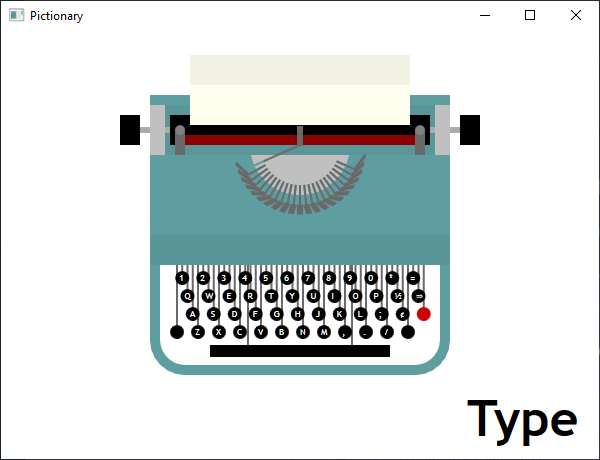 Pictionary
1 2 3 4 5 6 7 8 9 0 * =
Q W E R T Y U I O P ½ ⇒
A S D F G H J K L ; ¢
Z X C V B N M , . /
Type